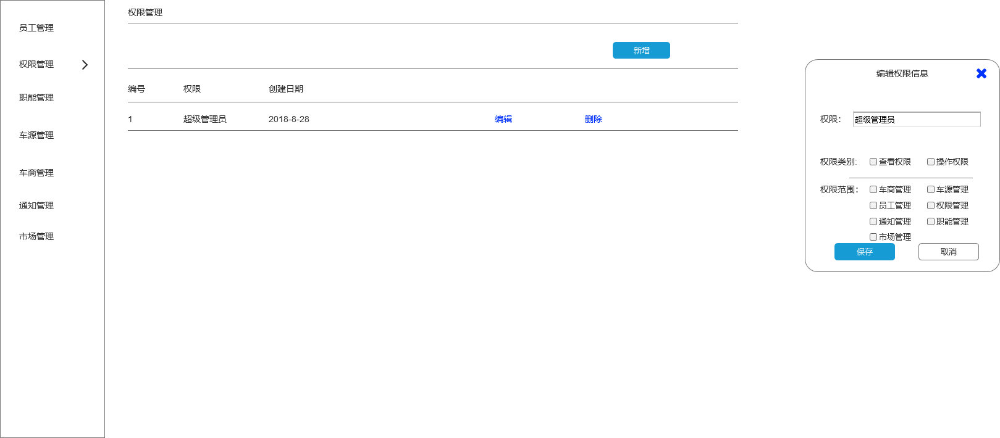 员工管理
权限管理
职能管理
车源管理
车商管理
通知管理
市场管理
权限管理
新增
编号 权限 创建日期
1 超级管理员 2018-8-28 编辑 删除
编辑权限信息
权限： 超级管理员
权限类别: 查看权限 操作权限
权限范围： 车商管理 车源管理
员工管理 权限管理
通知管理 职能管理
市场管理
保存 取消